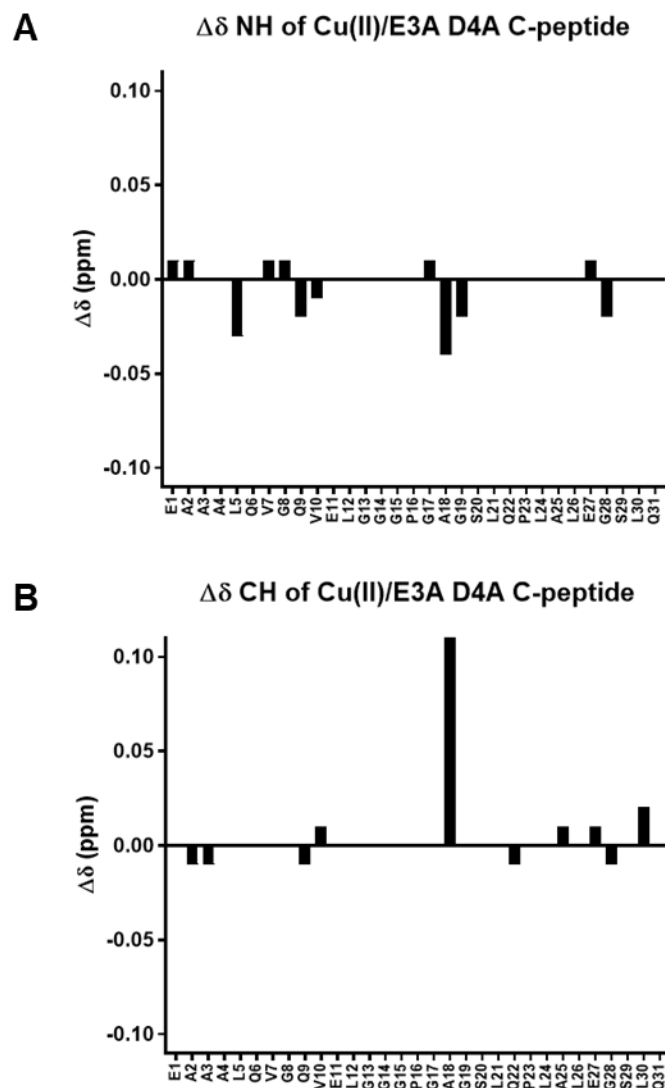 A
Δδ NH of Cu(II)/E3A D4A C-peptide
0.10
0.05
0.00
-0.05
-0.10
Δδ (ppm)
E1 A2 A3 A4 L5 Q6 V7 G8 Q9 V10 E11 L12 G13 G14 G15 P16 G17 A18 G19 S20 L21 Q22 P23 L24 A25 L26 E27 G28 S29 L30 Q31
B
Δδ CH of Cu(II)/E3A D4A C-peptide
0.10
0.05
0.00
-0.05
-0.10
Δδ (ppm)
E1 A2 A3 A4 L5 Q6 V7 G8 Q9 V10 E11 L12 G13 G14 G15 P16 G17 A18 G19 S20 L21 Q22 P23 L24 A25 L26 E27 G28 S29 L30